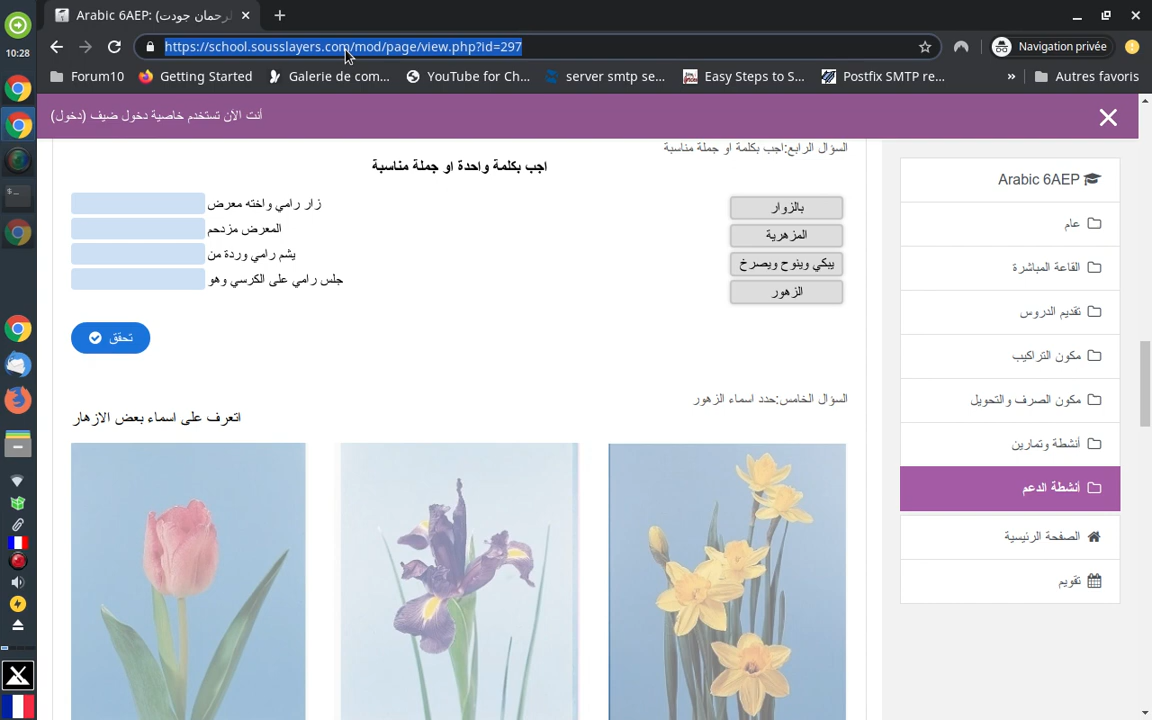 10:28
Arabic 6AEP: (لرحمان جودت
https://school.sousslayers.com/mod/page/view.php?id=297
Navigation privée
Forum10
Getting Started
Galerie de com...
YouTube for Ch...
server smtp se...
Easy Steps to S...
Postfix SMTP re...
»
Autres favoris
أنت الآن تستخدم خاصية دخول ضيف (دخول)
السؤال الرابع:اجب بكلمة او جملة مناسبة
اجب بكلمة واحدة او جملة مناسبة
زار رامي واخته معرض
المعرض مزدحم
يشم رامي وردة من
جلس رامي على الكرسي وهو
بالزوار
المزهرية
يبكي وينوح ويصرخ
الزهور
تحقق
السؤال الخامس:حدد اسماء الزهور
اتعرف على اسماء بعض الازهار
Arabic 6AEP
عام
القاعة المباشرة
تقديم الدروس
مكون التراكيب
مكون الصرف والتحويل
أنشطة وتمارين
أنشطة الدعم
الصفحة الرئيسية
تقويم